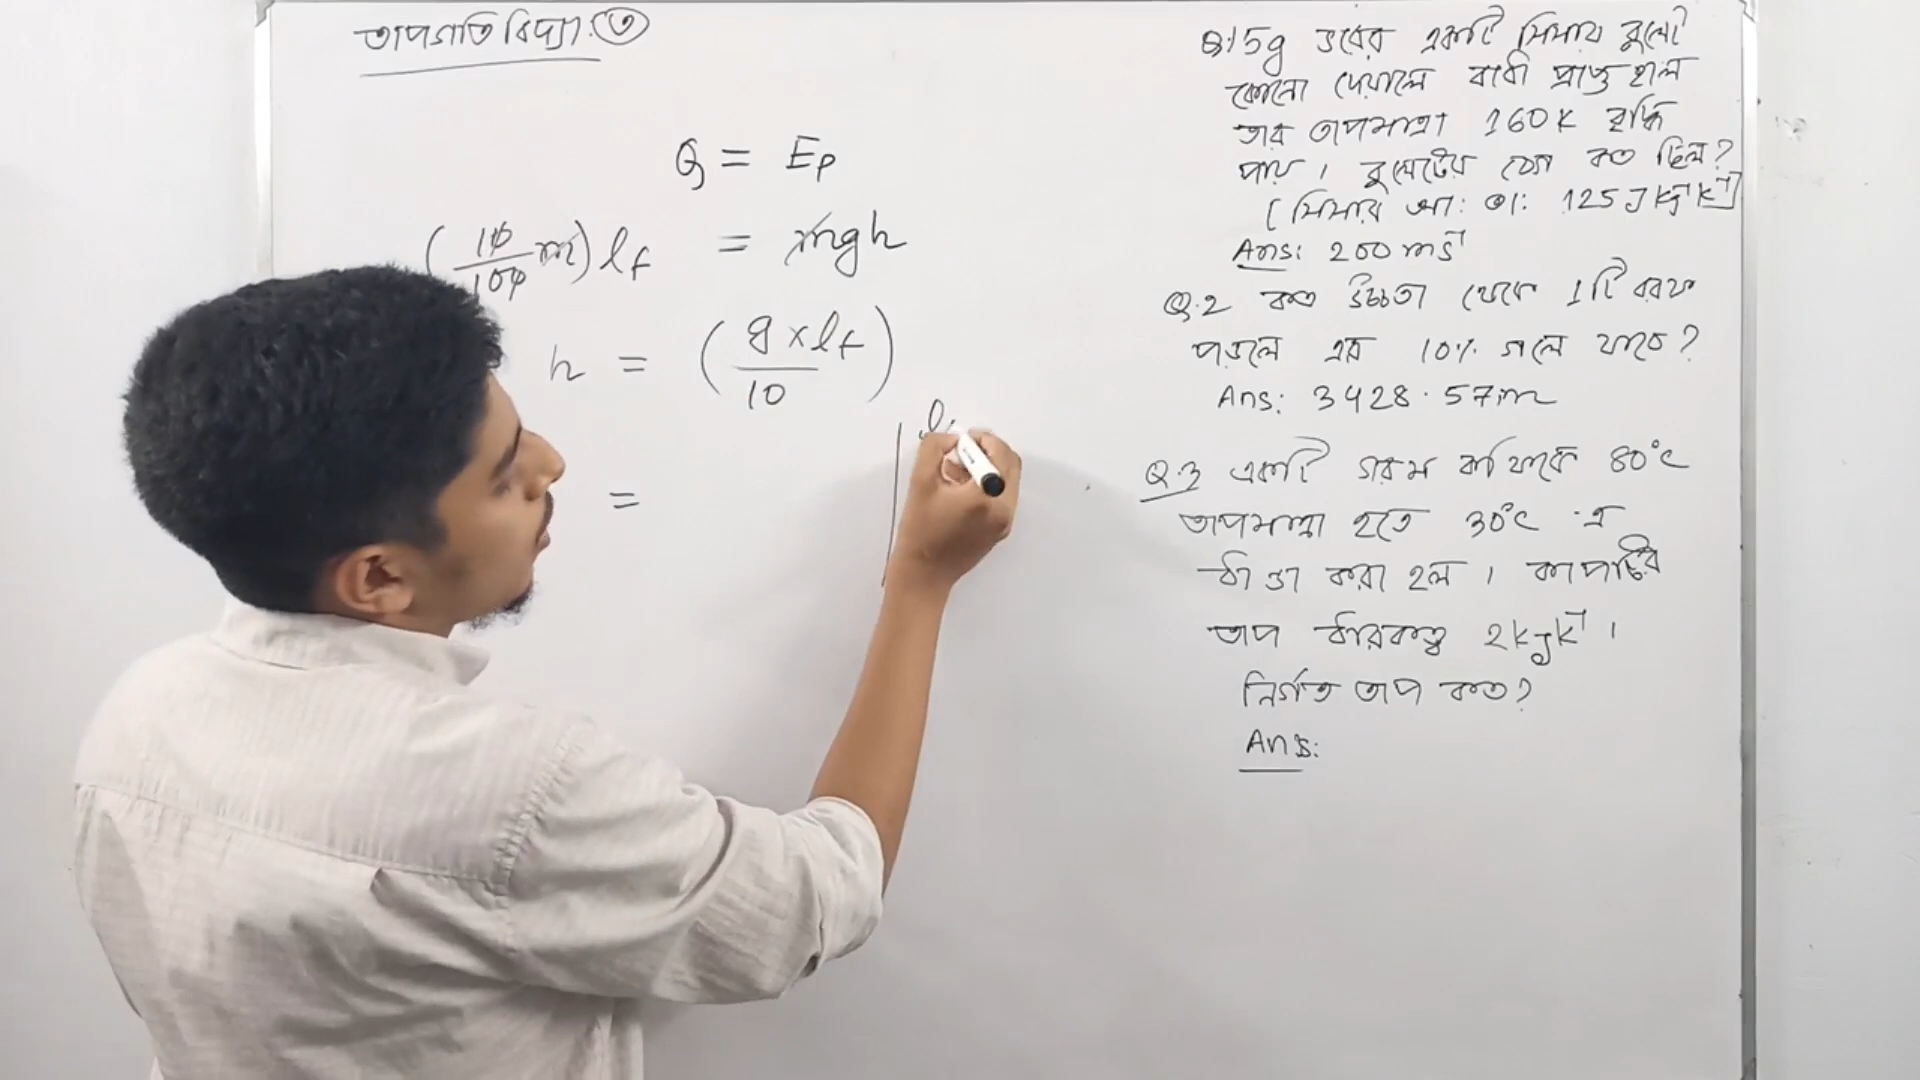 তাপগতিবিদ্যা: ৩
Q = Ep
(10/100 m) lf = mgh
h = (g × lf / 10)
=
l
Q:1 5g ভরের একটি সিসার বুলেট
কোনো দেয়ালে বাধা প্রাপ্ত হলে
তার তাপমাত্রা 160K বৃদ্ধি
পায় । বুলেটের বেগ কত ছিল?
[সিসার আ: তা: 125 J kg⁻¹ K⁻¹]
Ans: 200 ms⁻¹
Q.2 কত উচ্চতা থেকে 1টি বরফ
পড়লে এর 10% গলে যাবে?
Ans: 3428.57m
Q.3 একটি গরম কফিকে 80°C
তাপমাত্রা হতে 30°C এ
ঠাণ্ডা করা হল । কাপটির
তাপ ধারকত্ব 2kJK⁻¹ ।
নির্গত তাপ কত?
Ans: